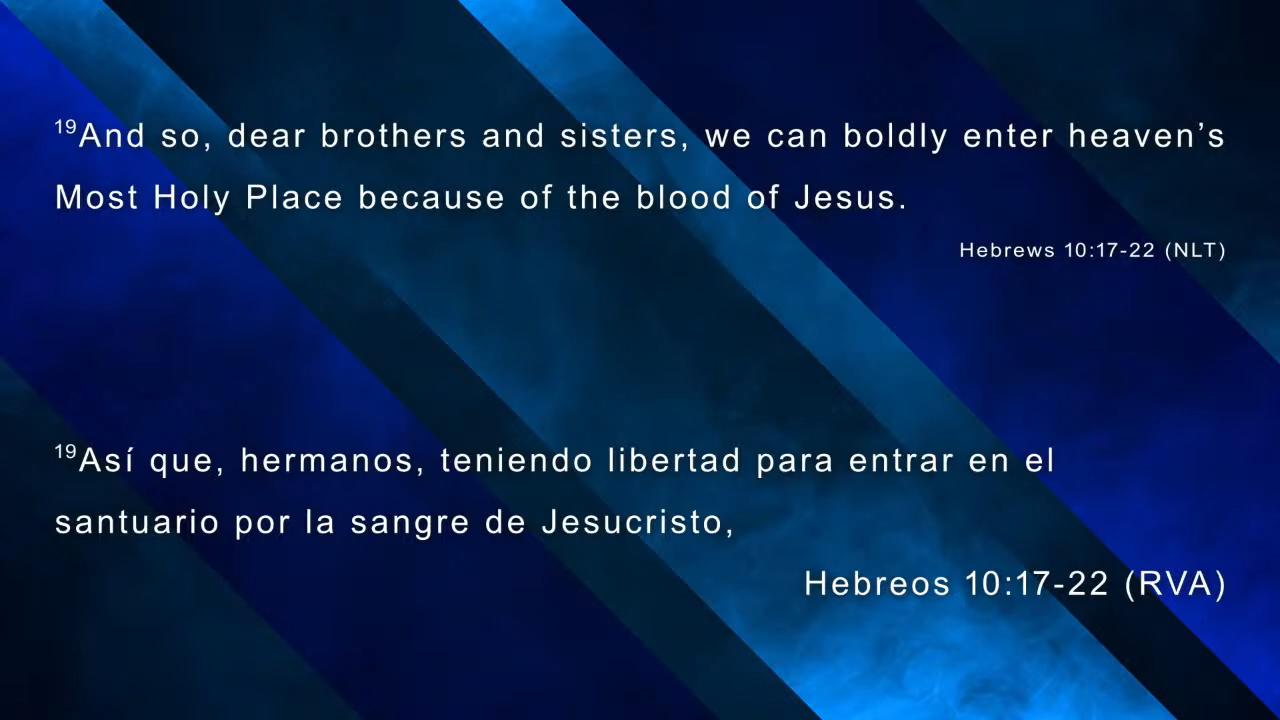 ¹⁹And so, dear brothers and sisters, we can boldly enter heaven’s
Most Holy Place because of the blood of Jesus.
Hebrews 10:17-22 (NLT)
¹⁹Así que, hermanos, teniendo libertad para entrar en el
santuario por la sangre de Jesucristo,
Hebreos 10:17-22 (RVA)